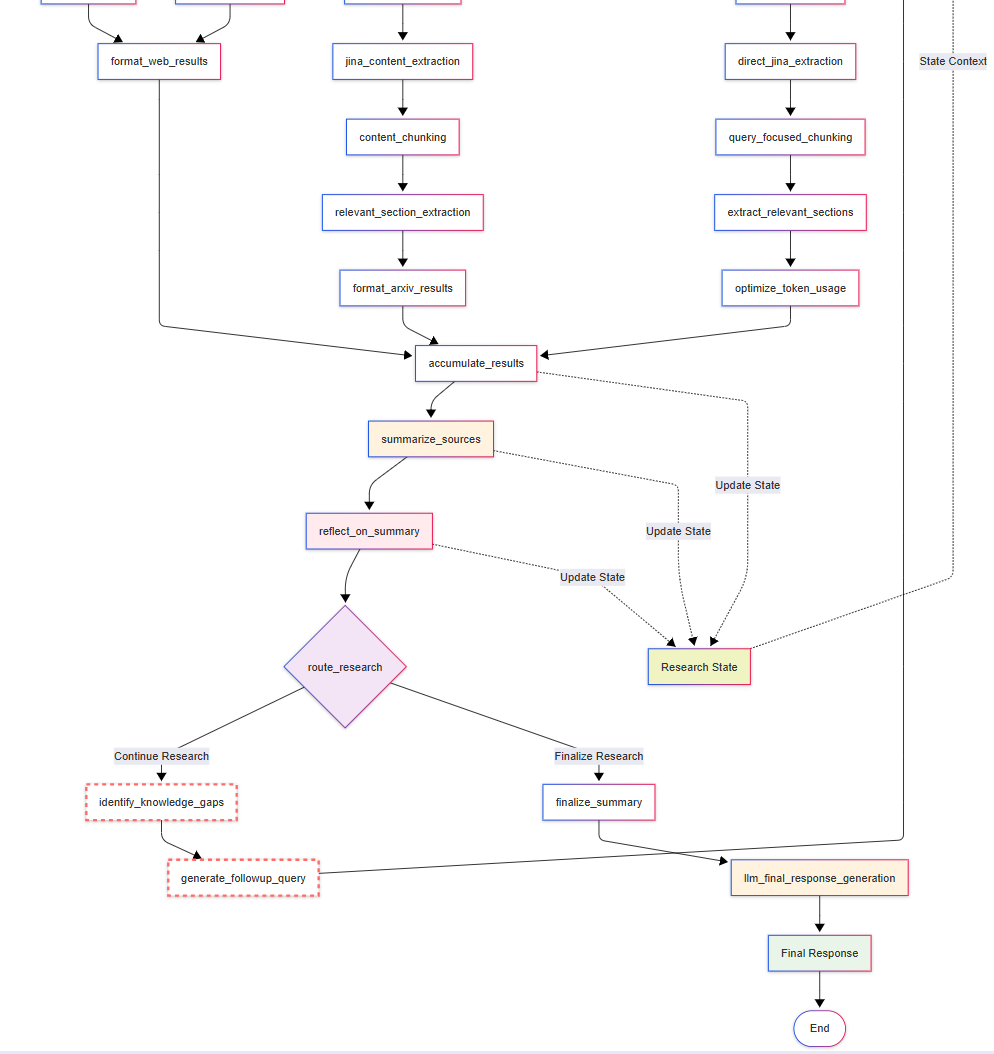 format_web_results
jina_content_extraction
direct_jina_extraction
State Context
content_chunking
query_focused_chunking
relevant_section_extraction
extract_relevant_sections
format_arxiv_results
optimize_token_usage
accumulate_results
summarize_sources
Update State
Update State
reflect_on_summary
Update State
route_research
Research State
Continue Research
Finalize Research
identify_knowledge_gaps
finalize_summary
generate_followup_query
llm_final_response_generation
Final Response
End